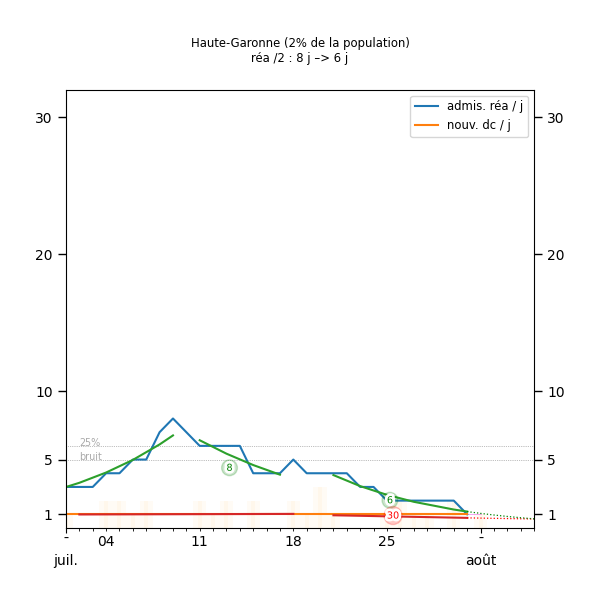 Haute-Garonne (2% de la population)
réa /2 : 8 j –> 6 j
admis. réa / j
nouv. dc / j
30
30
20
20
10
10
25%
bruit
5
5
8
6
30
1
1
04
11
18
25
juil.
août